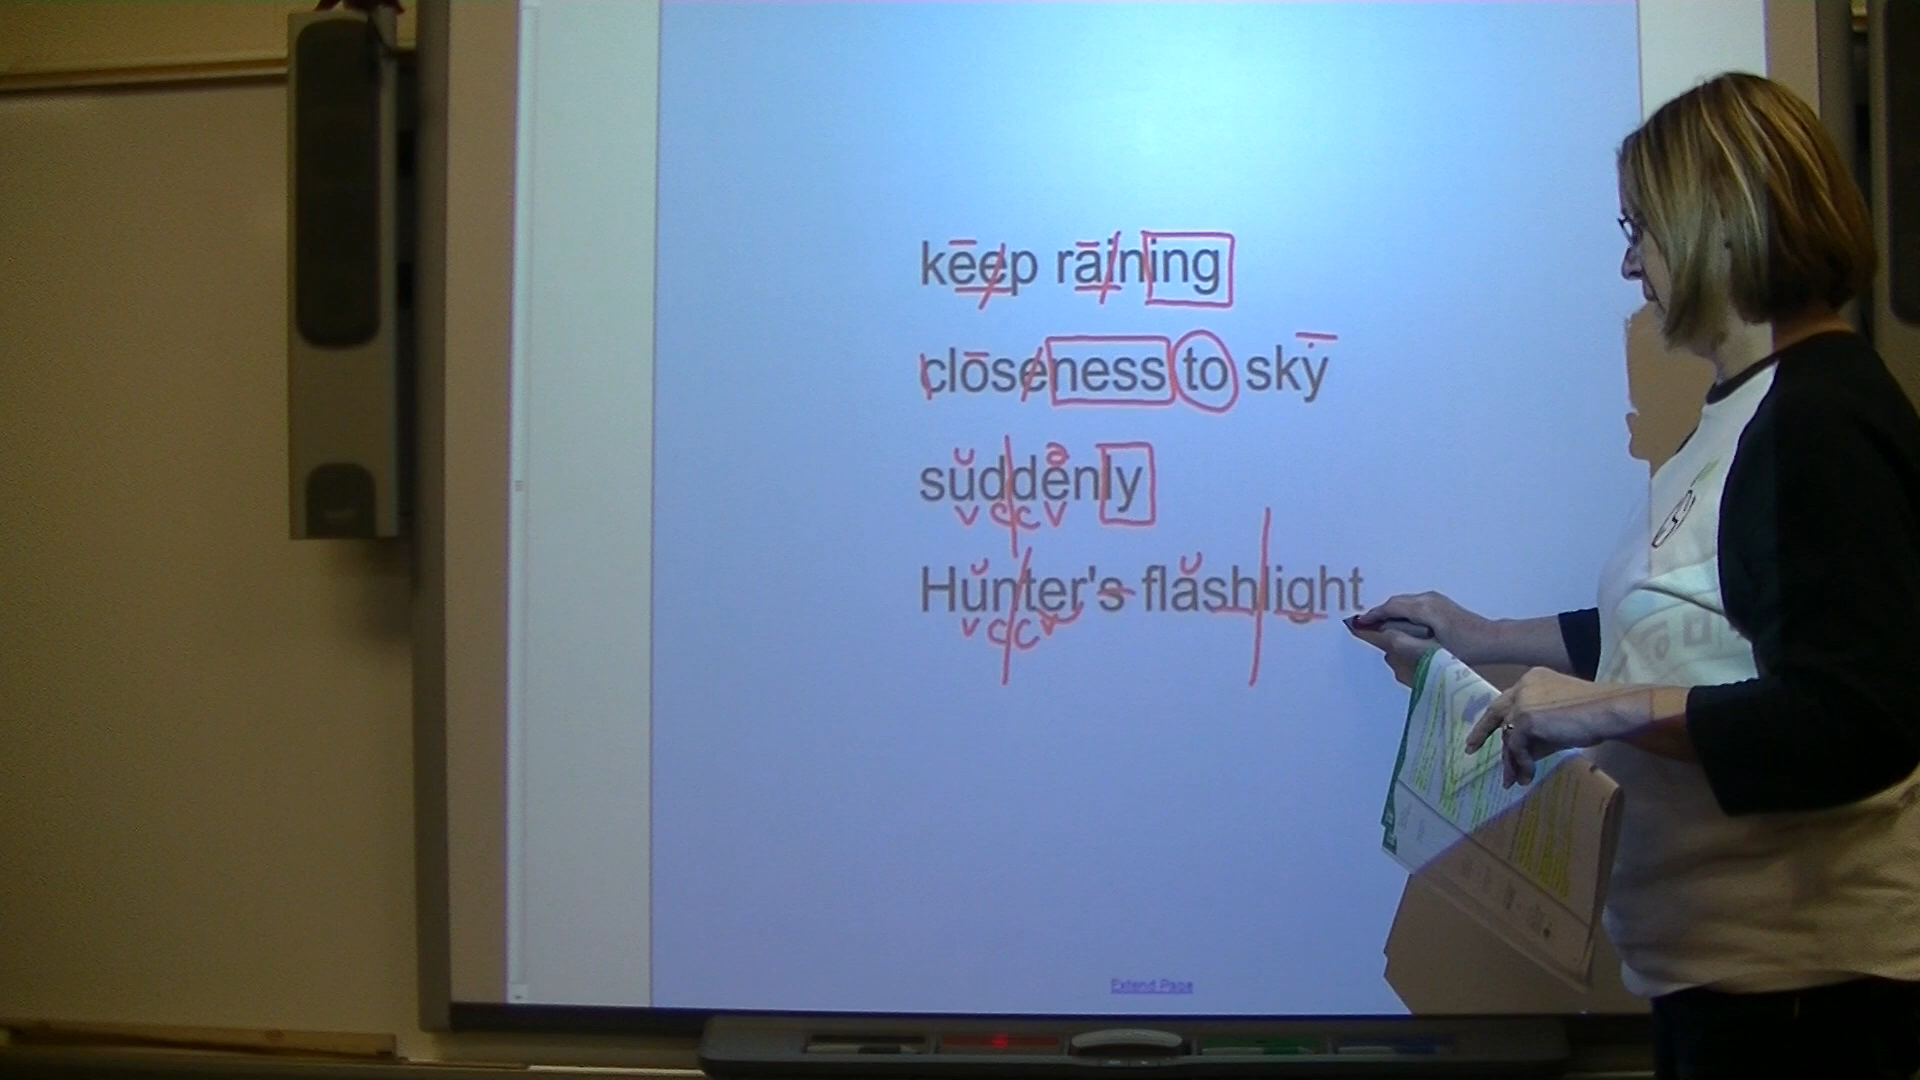 keep raining
closeness to sky
suddenly
v c c v
Hunter's flashlight
v c c v
Extend Page